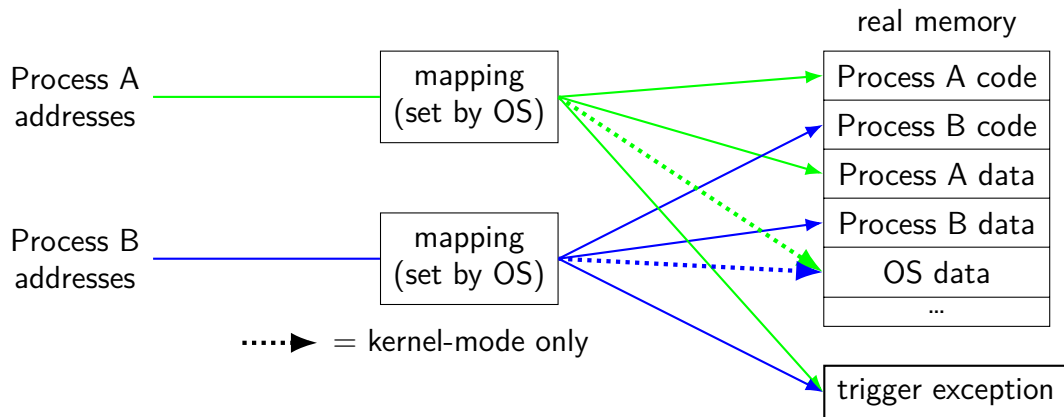 real memory
Process A
addresses
mapping
(set by OS)
Process A code
Process B code
Process A data
Process B data
OS data
...
Process B
addresses
mapping
(set by OS)
= kernel-mode only
trigger exception